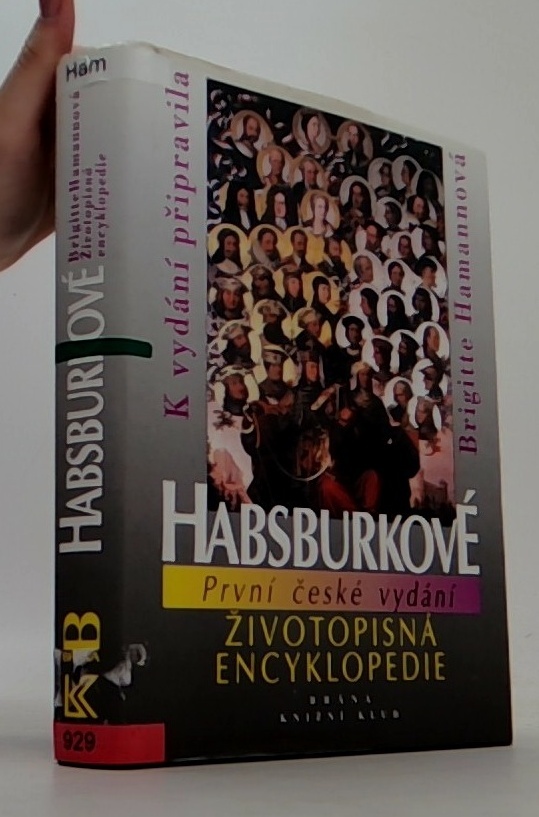 Ham
Brigitte Hamannová
Životopisná
encyklopedie
HABSBURKOVÉ
B
K
929
K vydání připravila
Brigitte Hamannová
HABSBURKOVÉ
První české vydání
ŽIVOTOPISNÁ
ENCYKLOPEDIE
BRÁNA
KNIŽNÍ KLUB